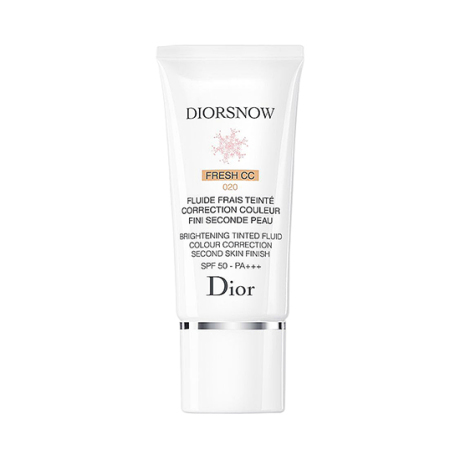 DIORSNOW
FRESH CC
020
FLUIDE FRAIS TEINTÉ
CORRECTION COULEUR
FINI SECONDE PEAU
BRIGHTENING TINTED FLUID
COLOUR CORRECTION
SECOND SKIN FINISH
SPF 50 - PA+++
Dior